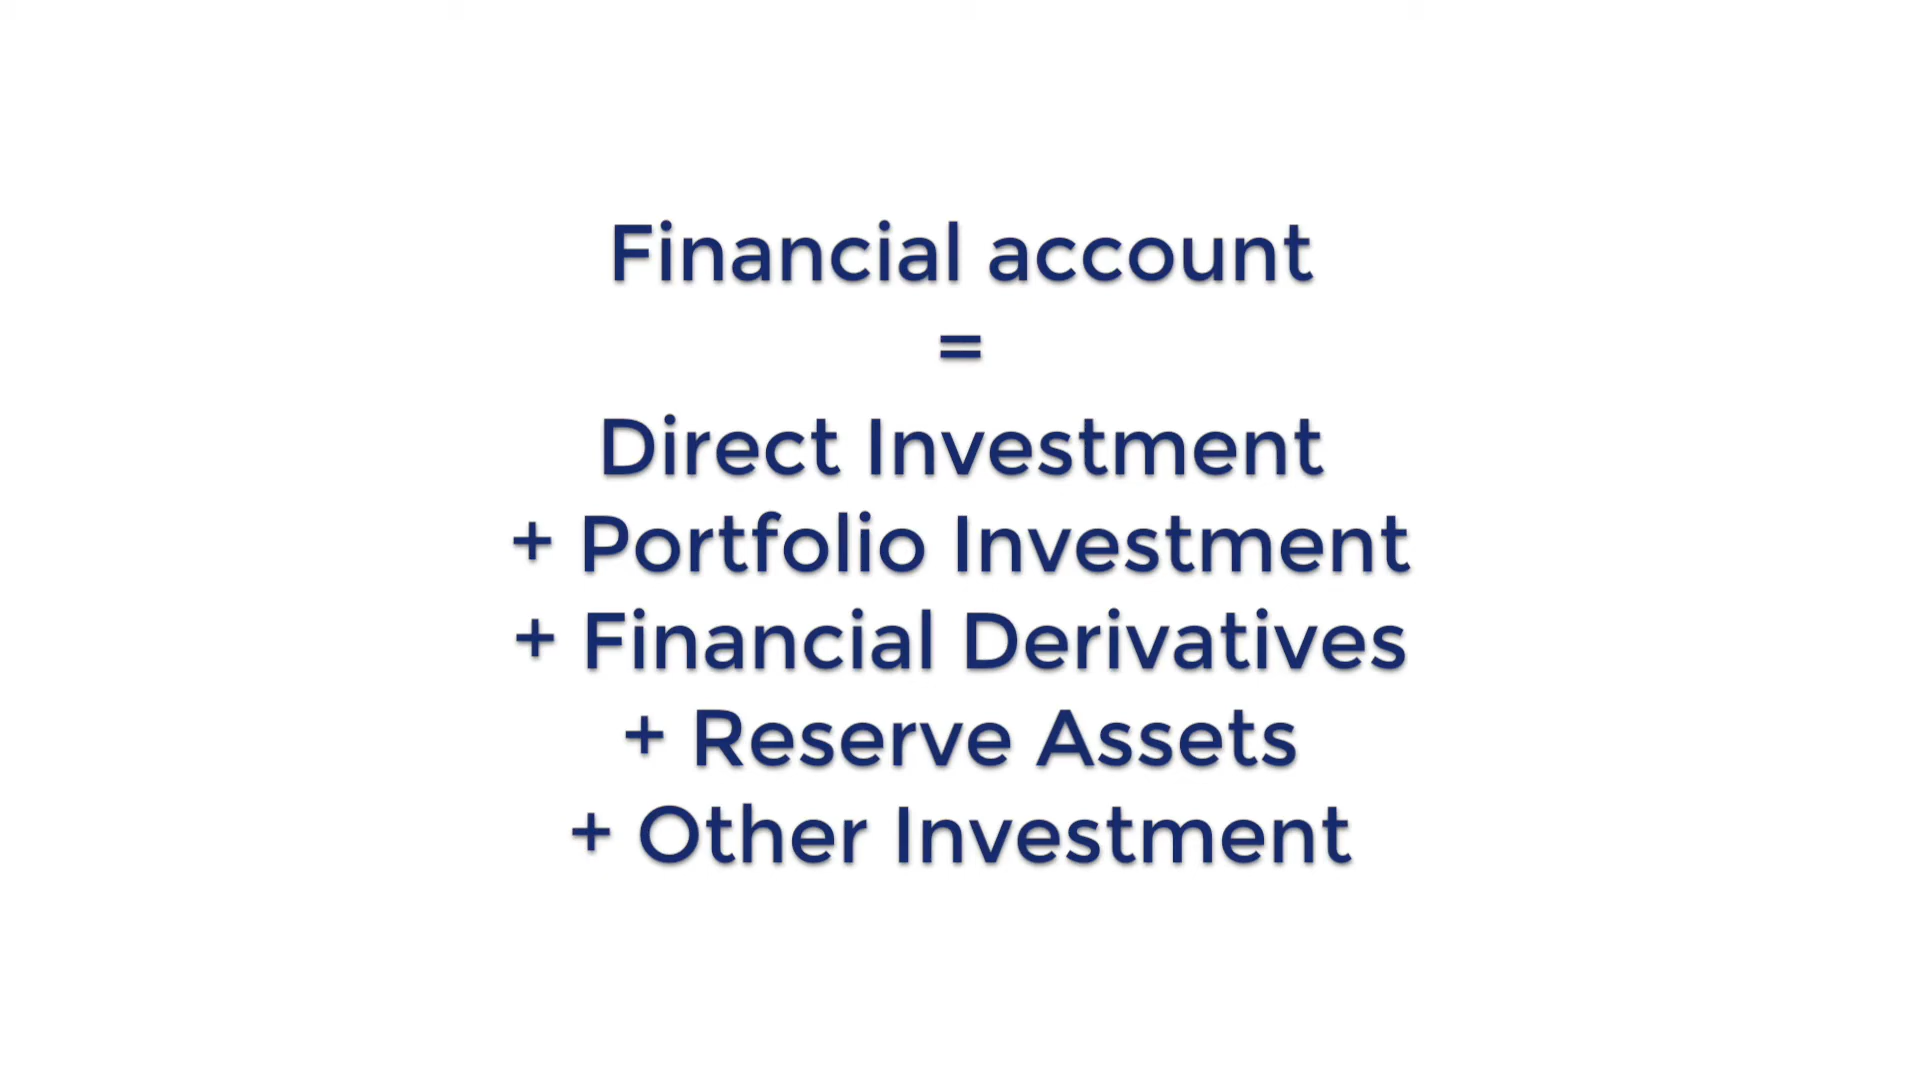 Financial account
=
Direct Investment
+ Portfolio Investment
+ Financial Derivatives
+ Reserve Assets
+ Other Investment